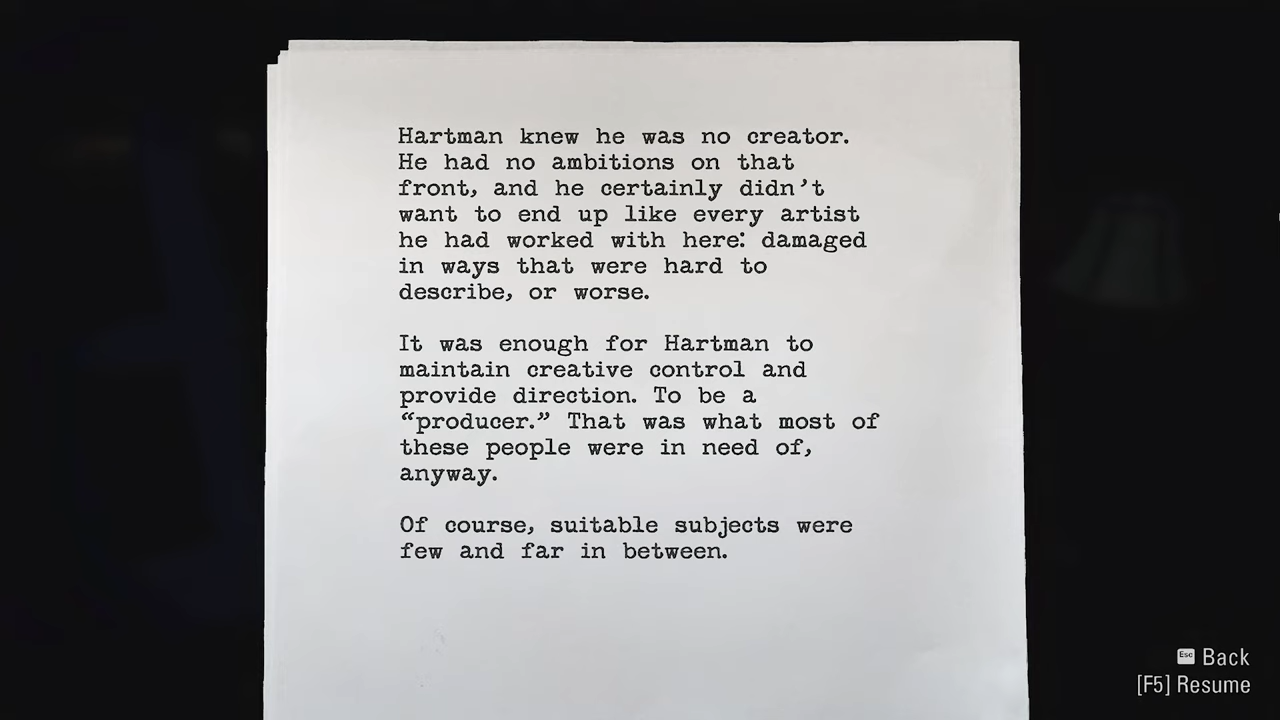 Hartman knew he was no creator.
He had no ambitions on that
front, and he certainly didn’t
want to end up like every artist
he had worked with here: damaged
in ways that were hard to
describe, or worse.
It was enough for Hartman to
maintain creative control and
provide direction. To be a
“producer.” That was what most of
these people were in need of,
anyway.
Of course, suitable subjects were
few and far in between.
Esc Back
[F5] Resume